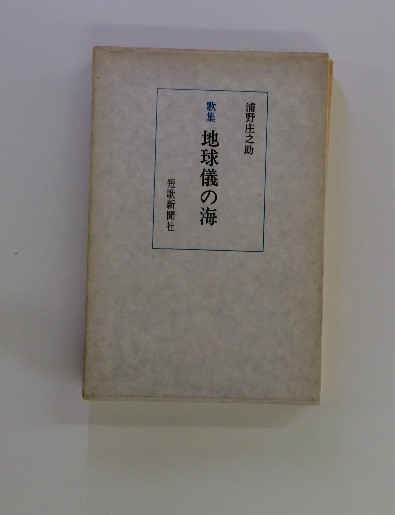 浦野庄之助
歌集 地球儀の海
短歌新聞社